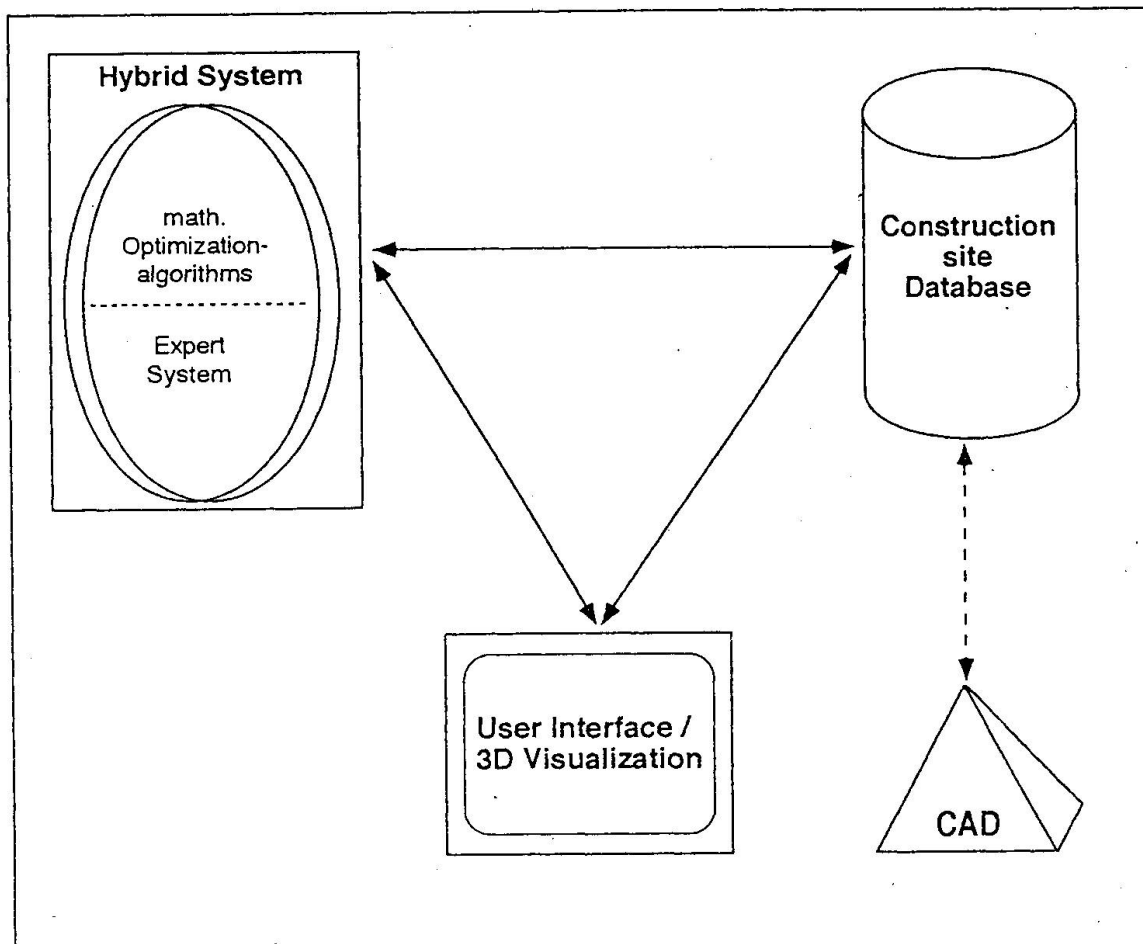 Hybrid System
math.
Optimization-
algorithms
Expert
System
Construction
site
Database
User Interface /
3D Visualization
CAD